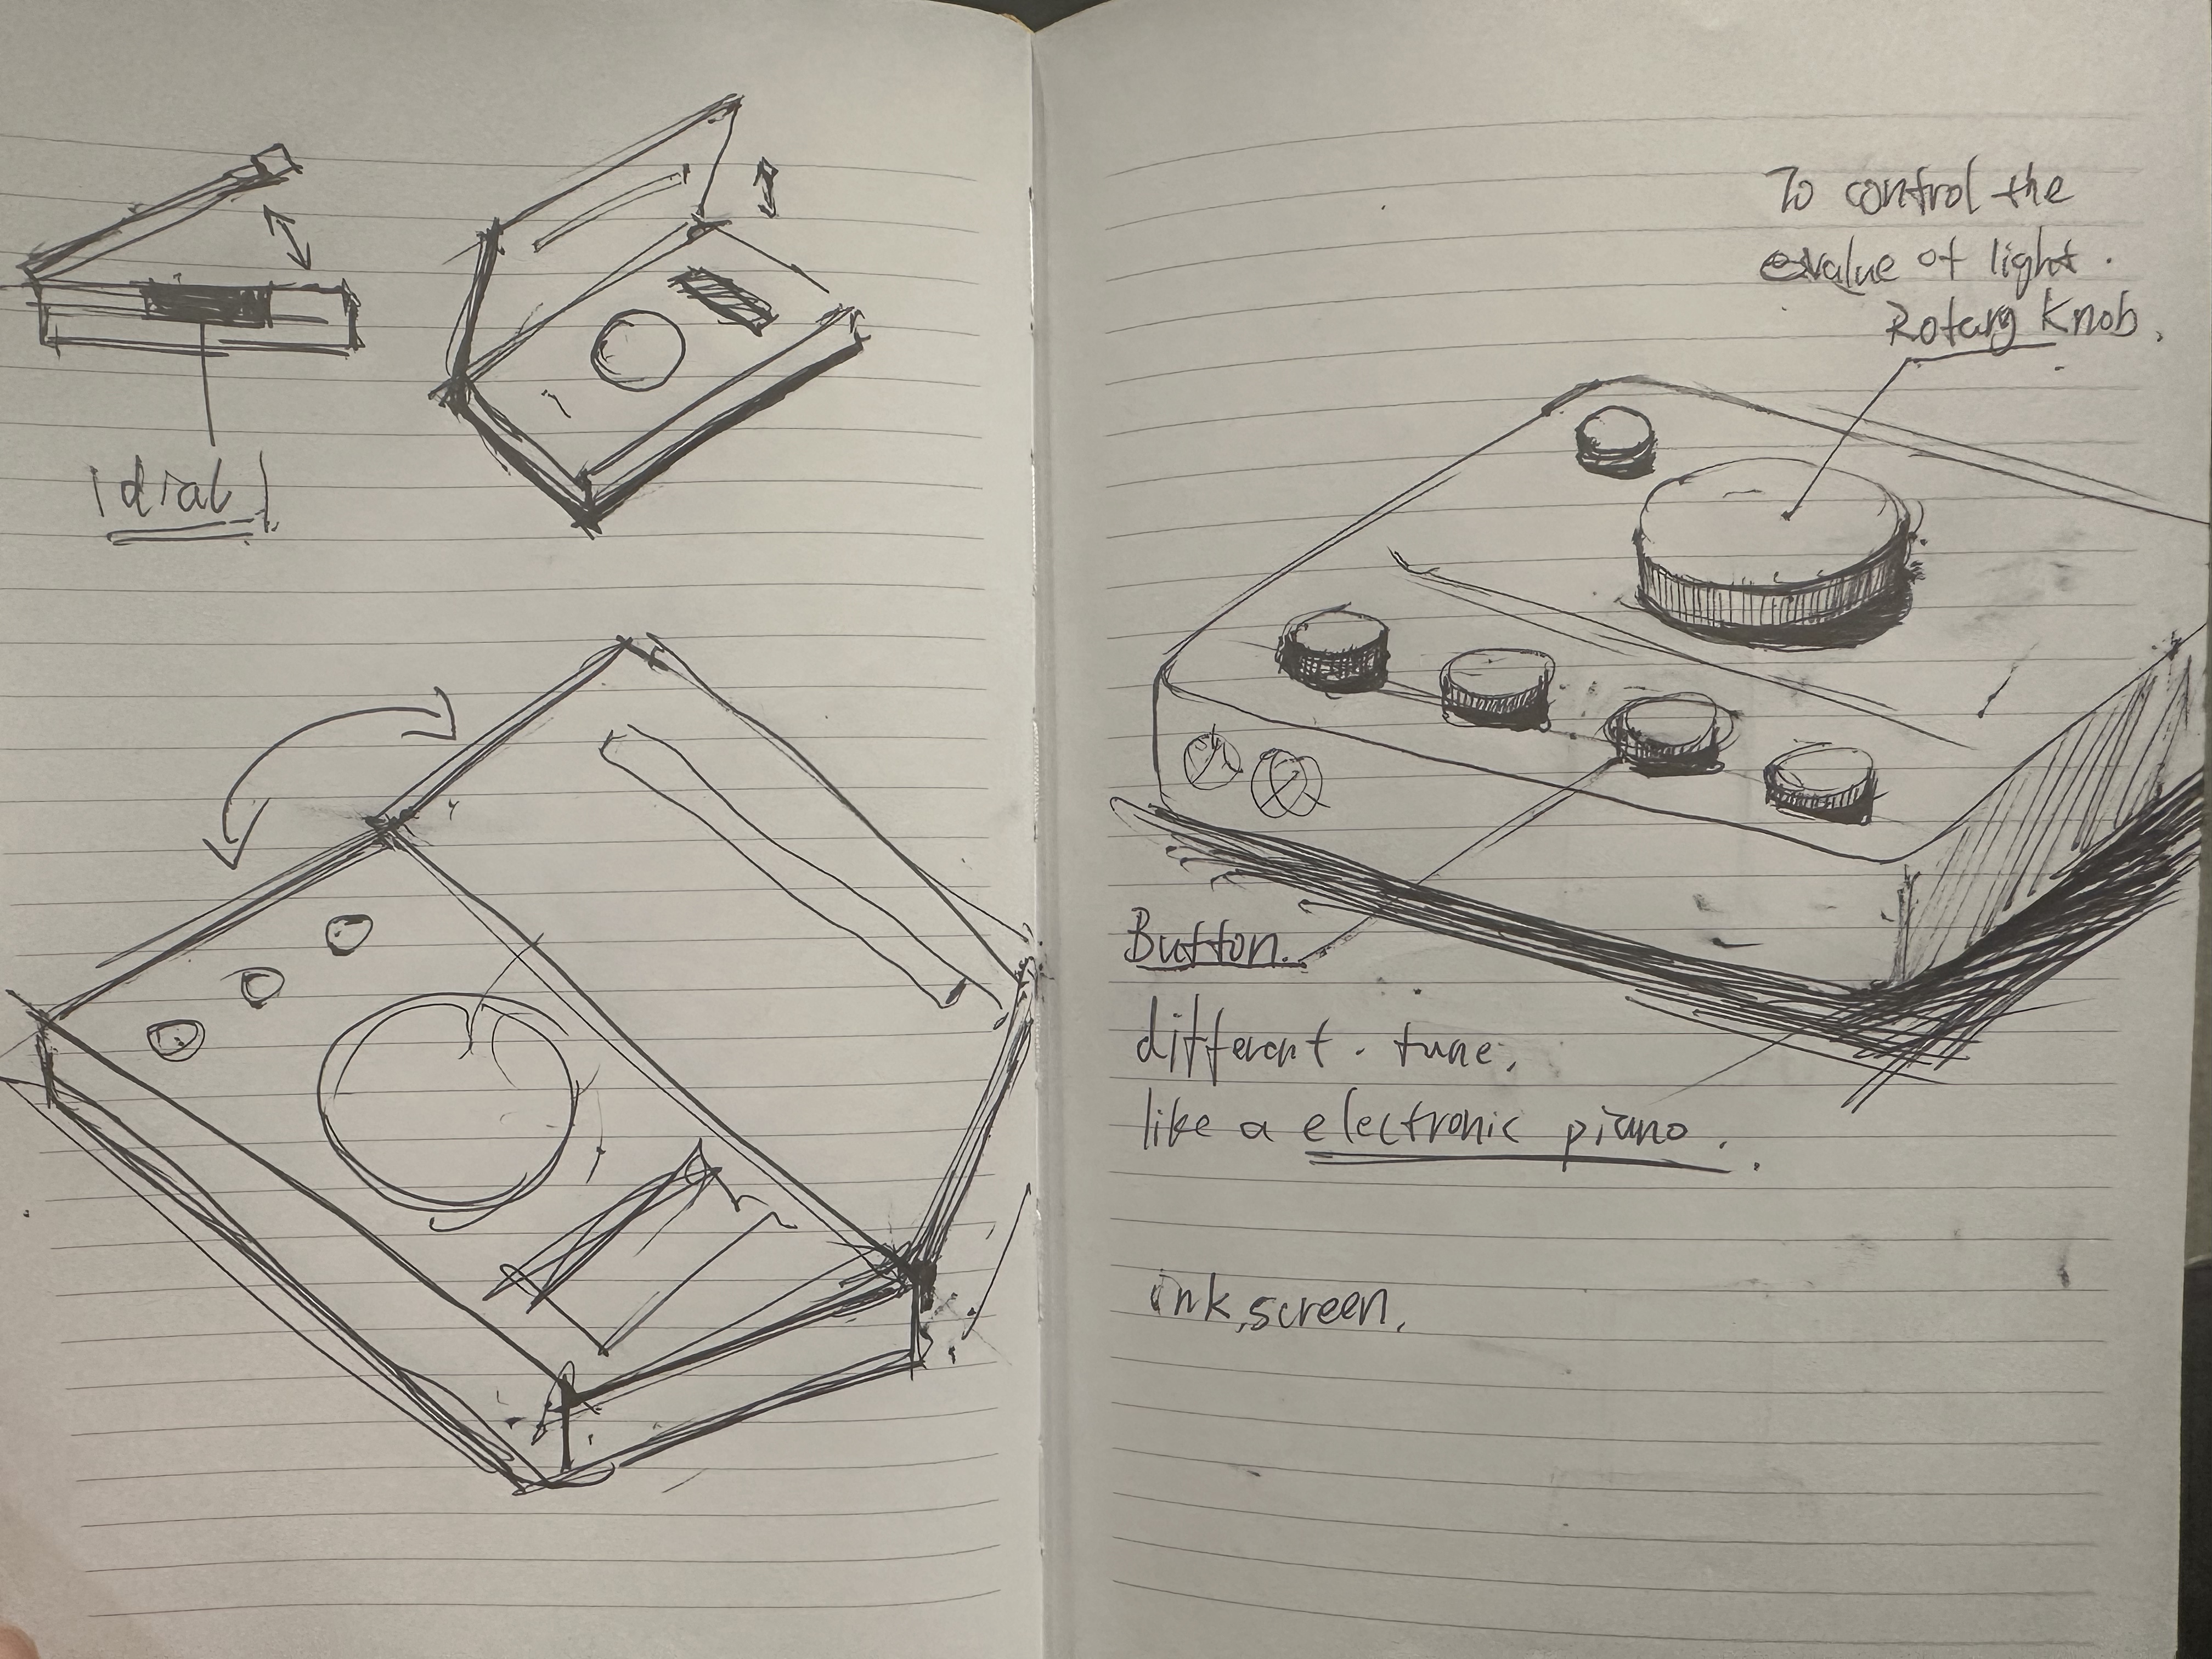 dial
To control the
value of light.
Rotary Knob.
Button.
different. tune.
like a electronic piano.
ink, screen.